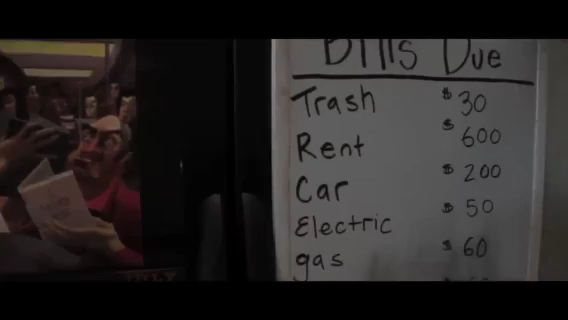 Bills Due
Trash $ 30
Rent $ 600
Car $ 200
Electric $ 50
gas $ 60